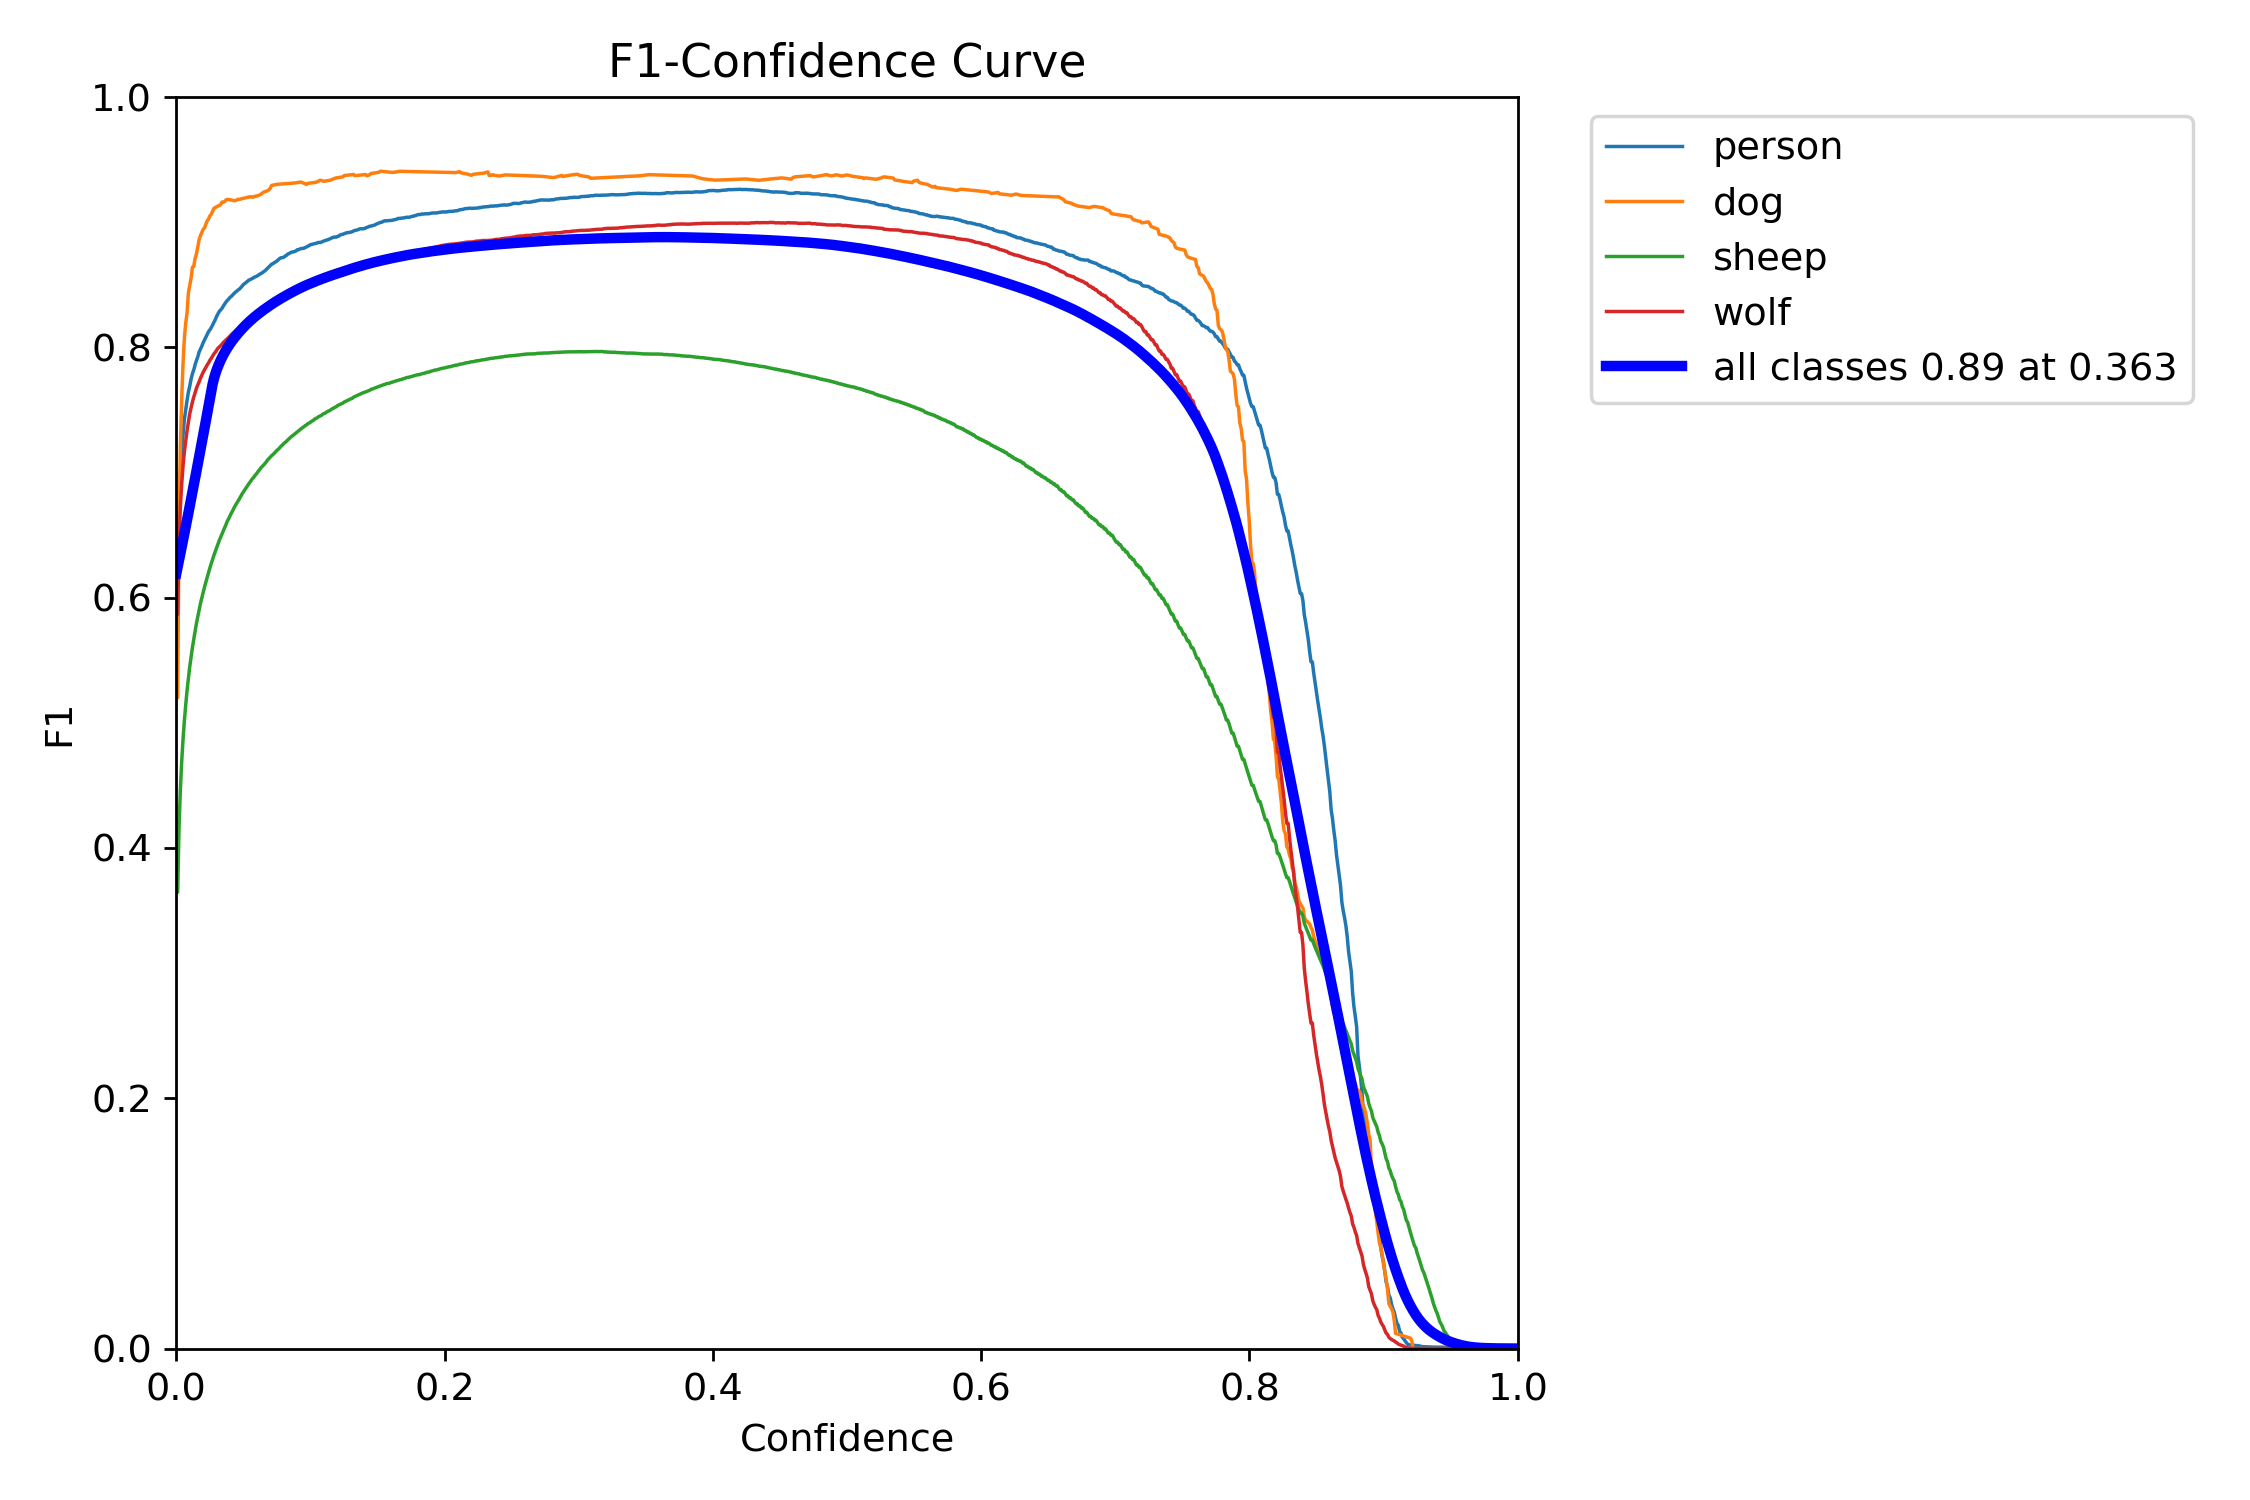 F1-Confidence Curve
1.0
0.8
0.6
0.4
0.2
0.0
F1
0.0 0.2 0.4 0.6 0.8 1.0
Confidence
person
dog
sheep
wolf
all classes 0.89 at 0.363